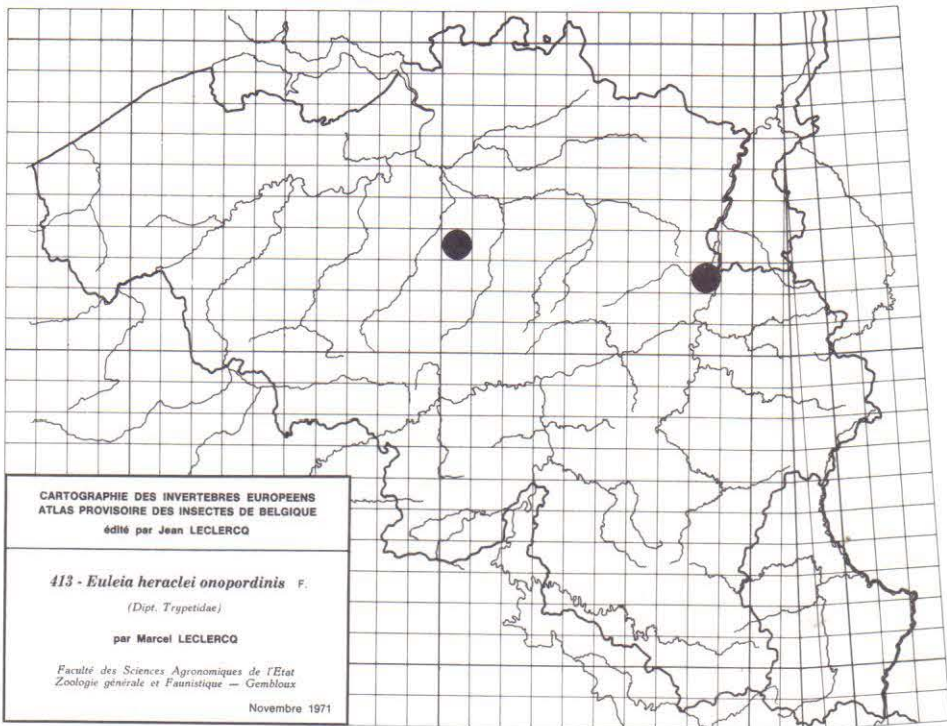 CARTOGRAPHIE DES INVERTEBRES EUROPEENS
ATLAS PROVISOIRE DES INSECTES DE BELGIQUE
édité par Jean LECLERCQ
413 - Euleia heraclei onopordinis F.
(Dipt. Trypetidae)
par Marcel LECLERCQ
Faculté des Sciences Agronomiques de l'Etat
Zoologie générale et Faunistique — Gembloux
Novembre 1971